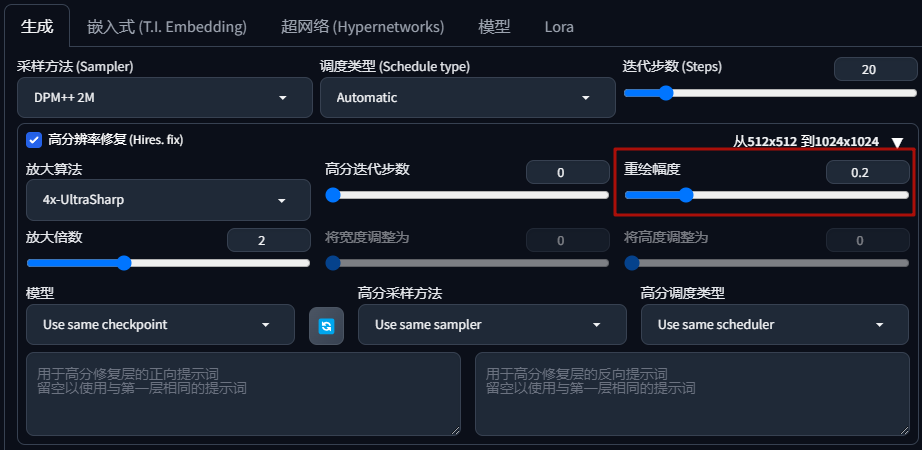 生成 嵌入式 (T.I. Embedding) 超网络 (Hypernetworks) 模型 Lora
采样方法 (Sampler) 调度类型 (Schedule type) 迭代步数 (Steps) 20
DPM++ 2M Automatic
高分辨率修复 (Hires. fix) 从512x512 到1024x1024 ▼
放大算法 高分迭代步数 0 重绘幅度 0.2
4x-UltraSharp
放大倍数 2 将宽度调整为 0 将高度调整为 0
模型 高分采样方法 高分调度类型
Use same checkpoint Use same sampler Use same scheduler
用于高分修复层的正向提示词 用于高分修复层的反向提示词
留空以使用与第一层相同的提示词 留空以使用与第一层相同的提示词